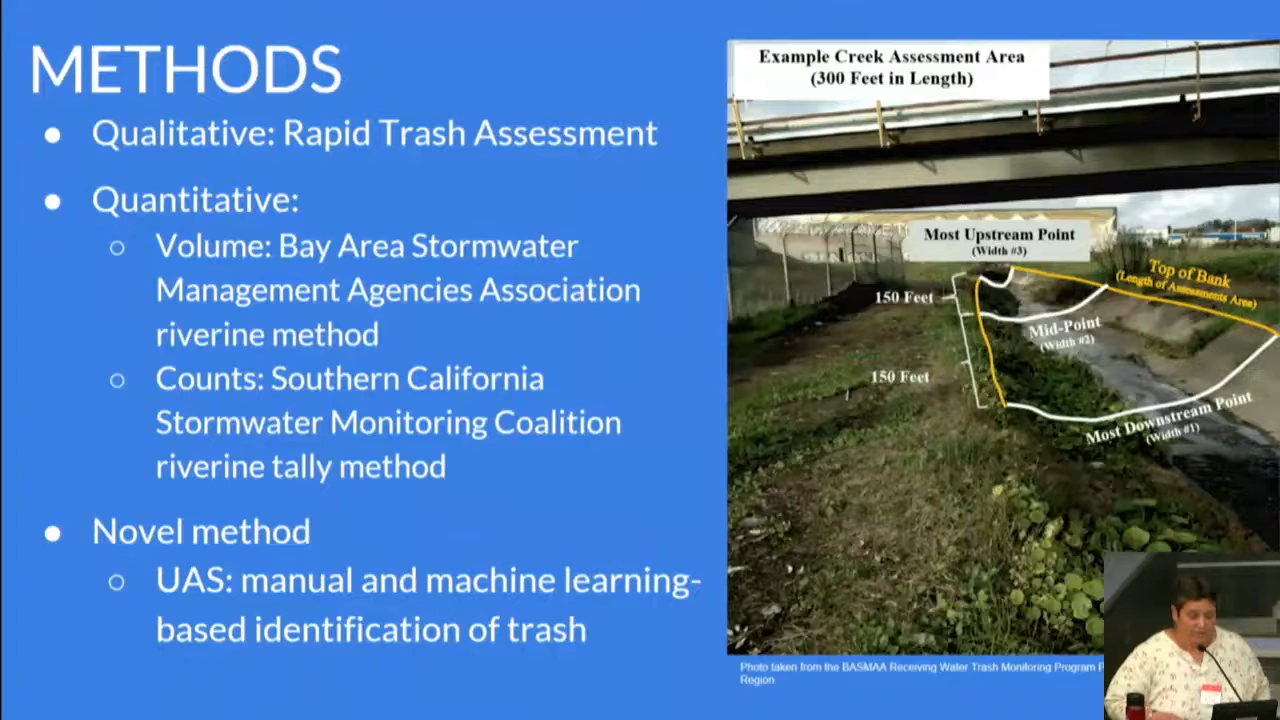 METHODS
● Qualitative: Rapid Trash Assessment
● Quantitative:
○ Volume: Bay Area Stormwater
Management Agencies Association
riverine method
○ Counts: Southern California
Stormwater Monitoring Coalition
riverine tally method
● Novel method
○ UAS: manual and machine learning-
based identification of trash
Example Creek Assessment Area
(300 Feet in Length)
Most Upstream Point
(Width #3)
Top of Bank
(Length of Assessments Area)
150 Feet
Mid-Point
(Width #2)
150 Feet
Most Downstream Point
(Width #1)
Photo taken from the BASMAA Receiving Water Trash Monitoring Program
Region